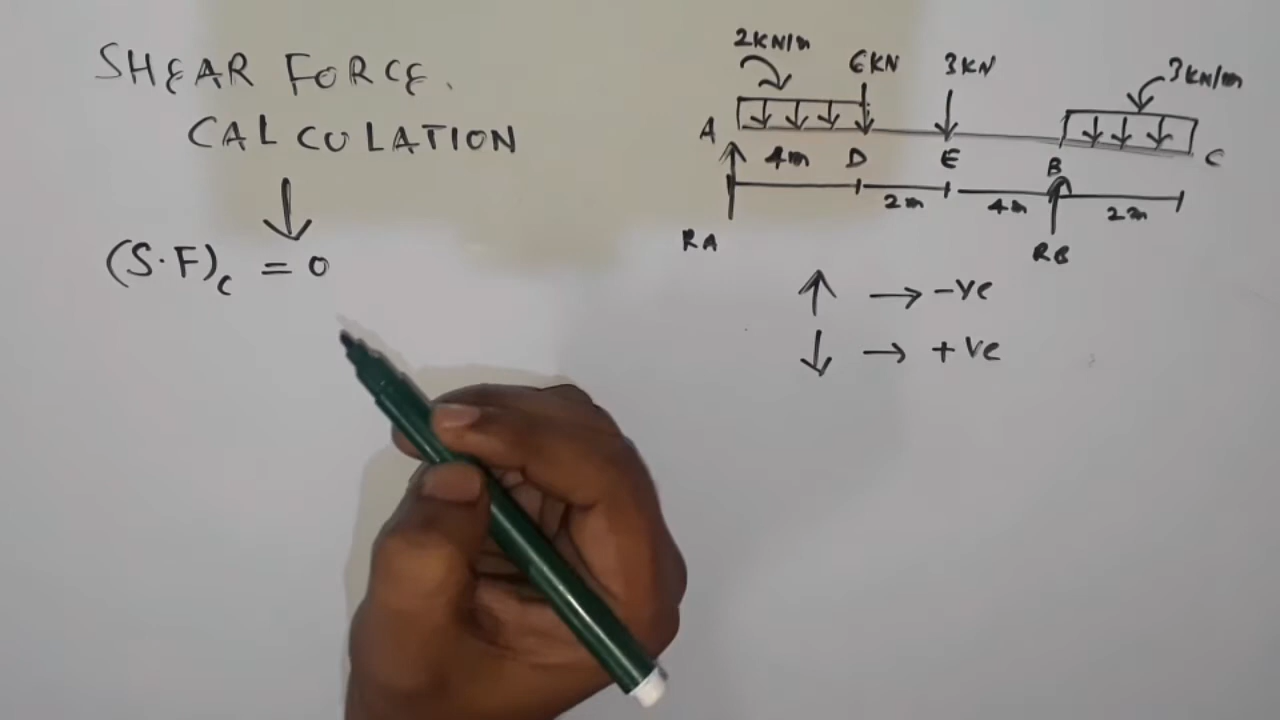 SHEAR FORCE.
CALCULATION
(S.F)c = 0
2KN/m
6KN
3KN
3KN/m
A
4m
D
E
B
C
2m
4m
2m
RA
RB
↑ → -ve
↓ → +ve